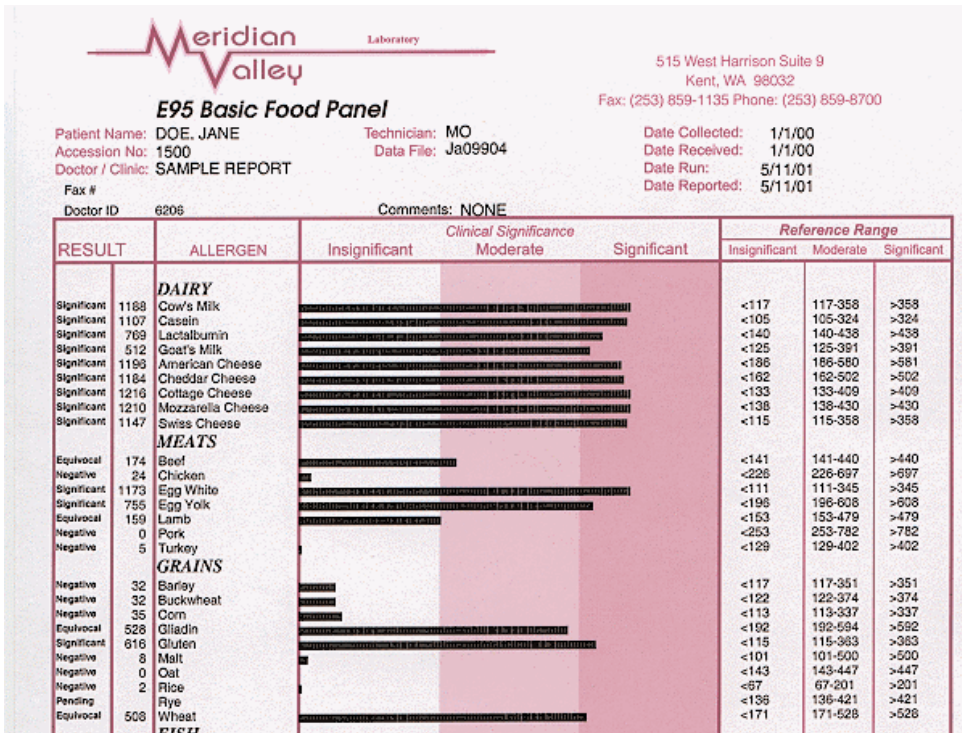 Meridian Valley Laboratory
515 West Harrison Suite 9
Kent, WA 98032
Fax: (253) 859-1135 Phone: (253) 859-8700
E95 Basic Food Panel
Patient Name: DOE, JANE Technician: MO Date Collected: 1/1/00
Accession No: 1500 Data File: Ja09904 Date Received: 1/1/00
Doctor / Clinic: SAMPLE REPORT Date Run: 5/11/01
Fax # Date Reported: 5/11/01
Doctor ID 6206 Comments: NONE
Clinical Significance Reference Range
RESULT ALLERGEN Insignificant Moderate Significant Insignificant Moderate Significant
DAIRY
Significant 1188 Cow's Milk <117 117-358 >358
Significant 1107 Casein <105 105-324 >324
Significant 769 Lactalbumin <140 140-438 >438
Significant 512 Goat's Milk <125 125-391 >391
Significant 1196 American Cheese <186 186-580 >581
Significant 1184 Cheddar Cheese <162 162-502 >502
Significant 1216 Cottage Cheese <133 133-409 >409
Significant 1210 Mozzarella Cheese <138 138-430 >430
Significant 1147 Swiss Cheese <115 115-358 >358
MEATS
Equivocal 174 Beef <141 141-440 >440
Negative 24 Chicken <226 226-697 >697
Significant 1173 Egg White <111 111-345 >345
Significant 755 Egg Yolk <196 196-608 >608
Equivocal 159 Lamb <153 153-479 >479
Negative 0 Pork <253 253-782 >782
Negative 5 Turkey <129 129-402 >402
GRAINS
Negative 32 Barley <117 117-351 >351
Negative 32 Buckwheat <122 122-374 >374
Negative 35 Corn <113 113-337 >337
Equivocal 528 Gliadin <192 192-594 >592
Significant 616 Gluten <115 115-363 >363
Negative 8 Malt <101 101-500 >500
Negative 0 Oat <143 143-447 >447
Negative 2 Rice <67 67-201 >201
Pending Rye <136 136-421 >421
Equivocal 508 Wheat <171 171-528 >528
FISH